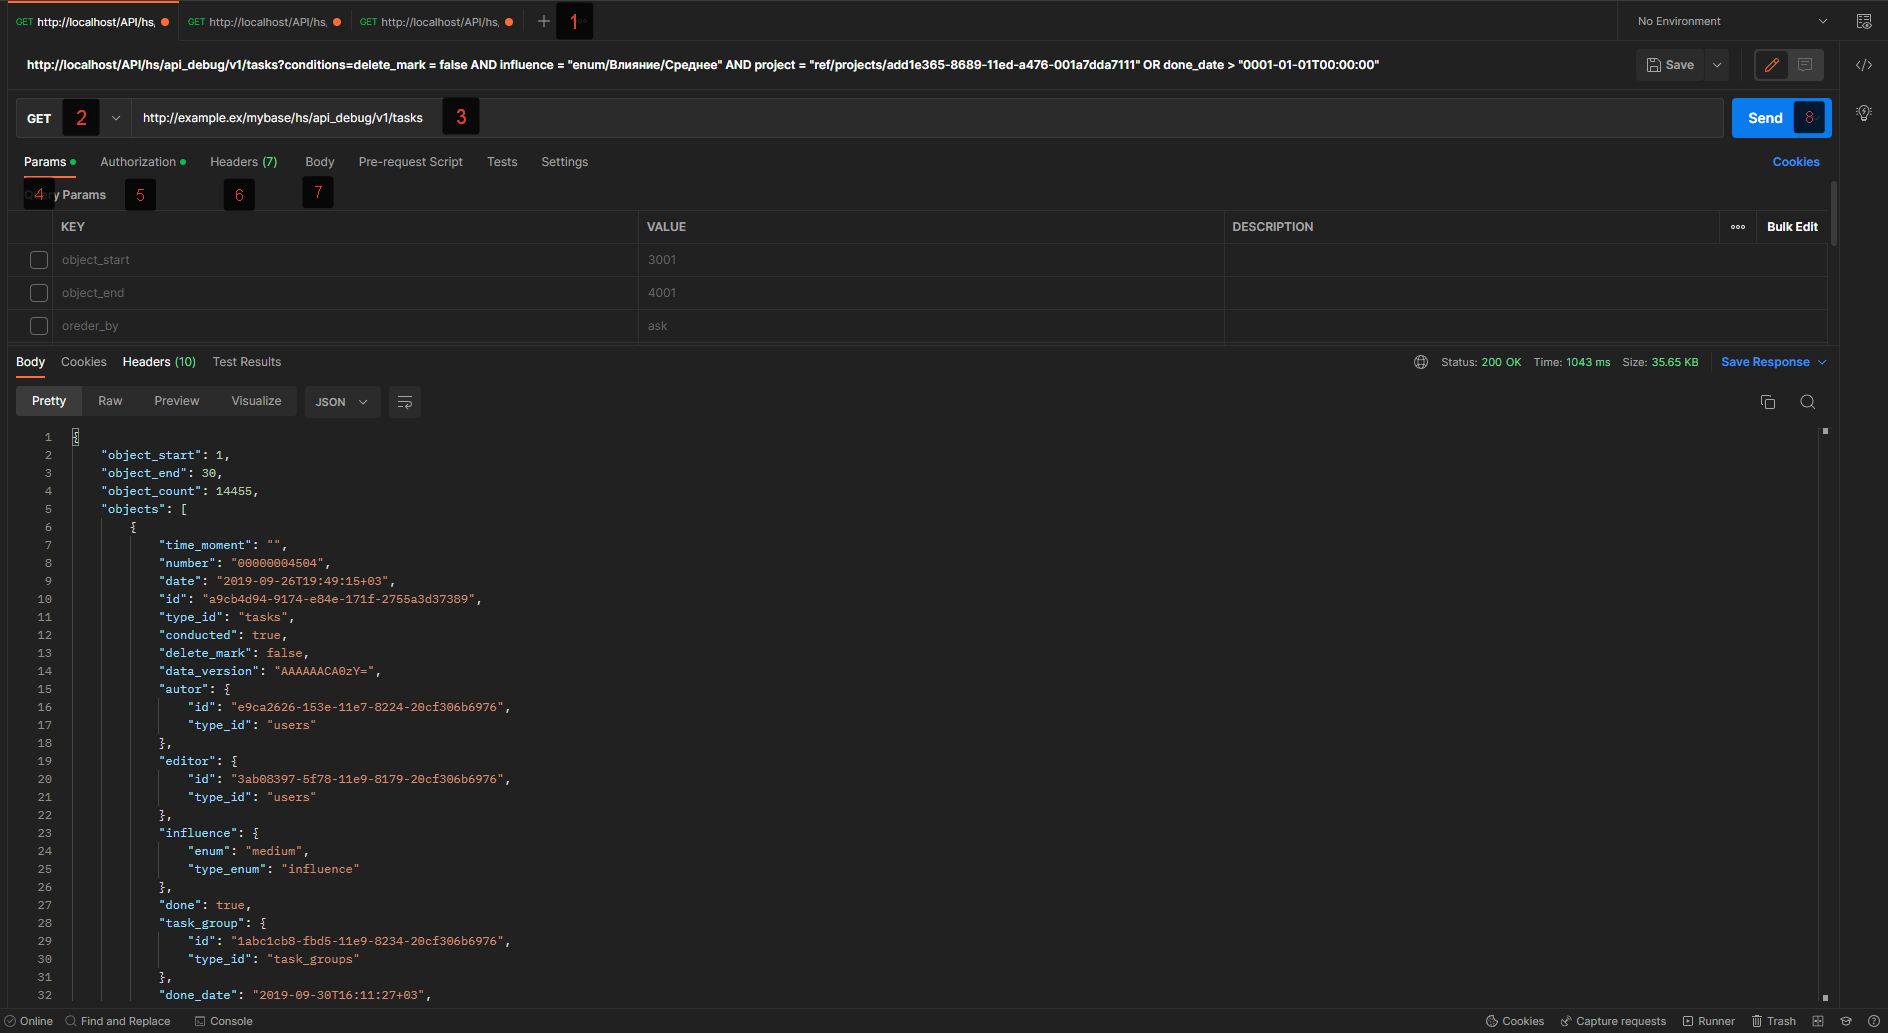 GET http://localhost/API/hs, GET http://localhost/API/hs, GET http://localhost/API/hs, + 1 No Environment
http://localhost/API/hs/api_debug/v1/tasks?conditions=delete_mark = false AND influence = "enum/Влияние/Среднее" AND project = "ref/projects/add1e365-8689-11ed-a476-001a7dda7111" OR done_date > "0001-01-01T00:00:00" Save
GET 2 http://example.ex/mybase/hs/api_debug/v1/tasks 3 Send 8
Params Authorization Headers (7) Body Pre-request Script Tests Settings Cookies
4 Query Params 5 6 7
KEY VALUE DESCRIPTION ooo Bulk Edit
object_start 3001
object_end 4001
oreder_by ask
Body Cookies Headers (10) Test Results Status: 200 OK Time: 1043 ms Size: 35.65 KB Save Response
Pretty Raw Preview Visualize JSON
1 {
2 "object_start": 1,
3 "object_end": 30,
4 "object_count": 14455,
5 "objects": [
6 {
7 "time_moment": "",
8 "number": "00000004504",
9 "date": "2019-09-26T19:49:15+03",
10 "id": "a9cb4d94-9174-e84e-171f-2755a3d37389",
11 "type_id": "tasks",
12 "conducted": true,
13 "delete_mark": false,
14 "data_version": "AAAAAACA0zY=",
15 "autor": {
16 "id": "e9ca2626-153e-11e7-8224-20cf306b6976",
17 "type_id": "users"
18 },
19 "editor": {
20 "id": "3ab08397-5f78-11e9-8179-20cf306b6976",
21 "type_id": "users"
22 },
23 "influence": {
24 "enum": "medium",
25 "type_enum": "influence"
26 },
27 "done": true,
28 "task_group": {
29 "id": "1abc1cb8-fbd5-11e9-8234-20cf306b6976",
30 "type_id": "task_groups"
31 },
32 "done_date": "2019-09-30T16:11:27+03",
Online Find and Replace Console Cookies Capture requests Runner Trash